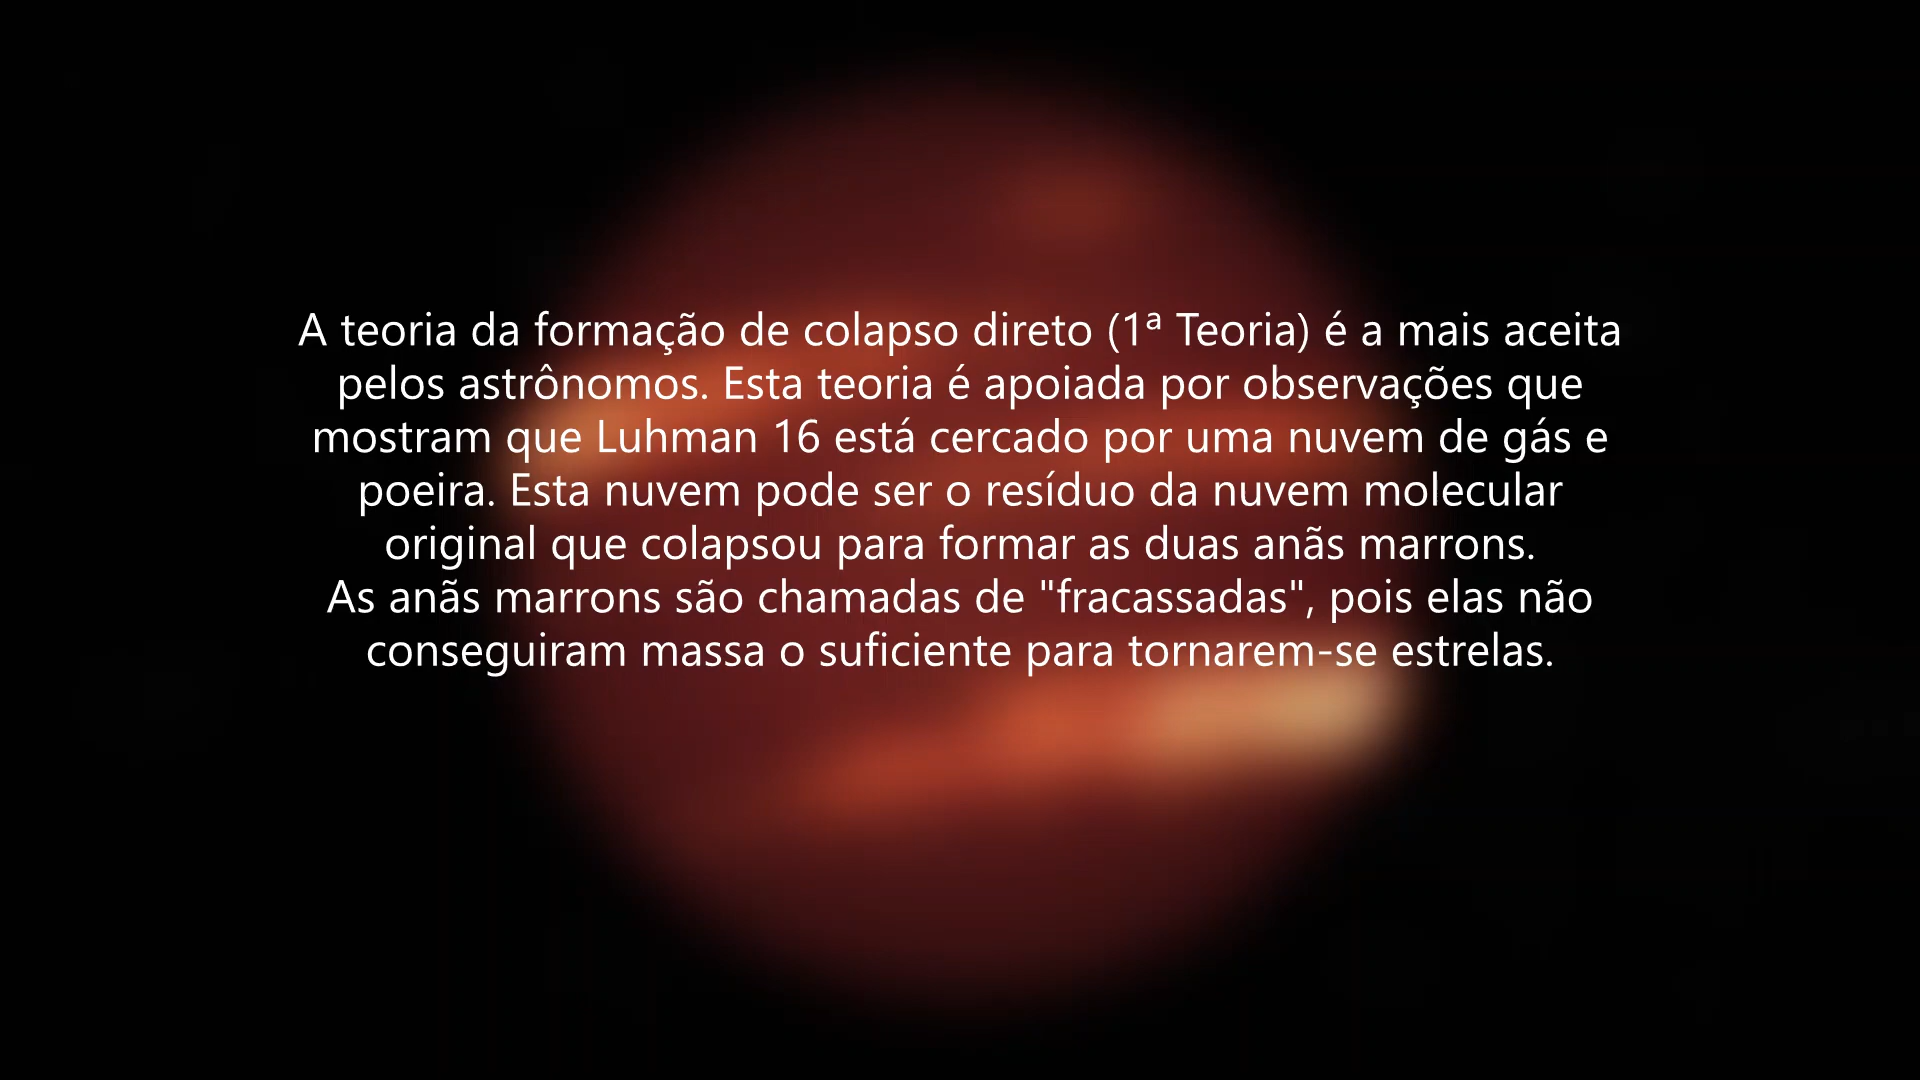 A teoria da formação de colapso direto (1ª Teoria) é a mais aceita
pelos astrônomos. Esta teoria é apoiada por observações que
mostram que Luhman 16 está cercado por uma nuvem de gás e
poeira. Esta nuvem pode ser o resíduo da nuvem molecular
original que colapsou para formar as duas anãs marrons.
As anãs marrons são chamadas de "fracassadas", pois elas não
conseguiram massa o suficiente para tornarem-se estrelas.